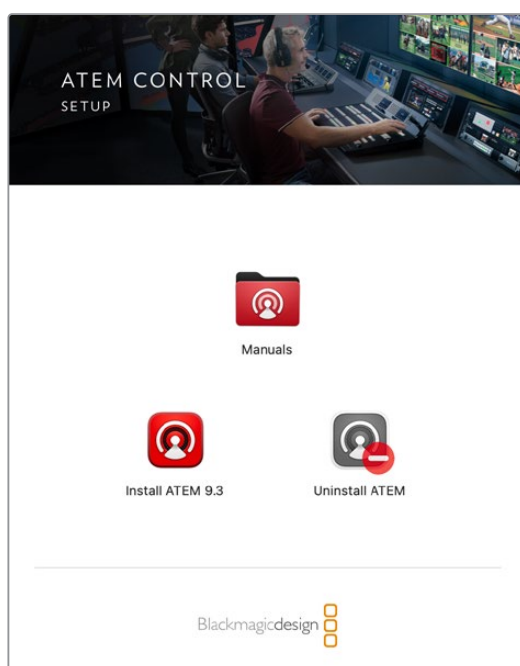 ATEM CONTROL
SETUP
Manuals
Install ATEM 9.3
Uninstall ATEM
Blackmagicdesign